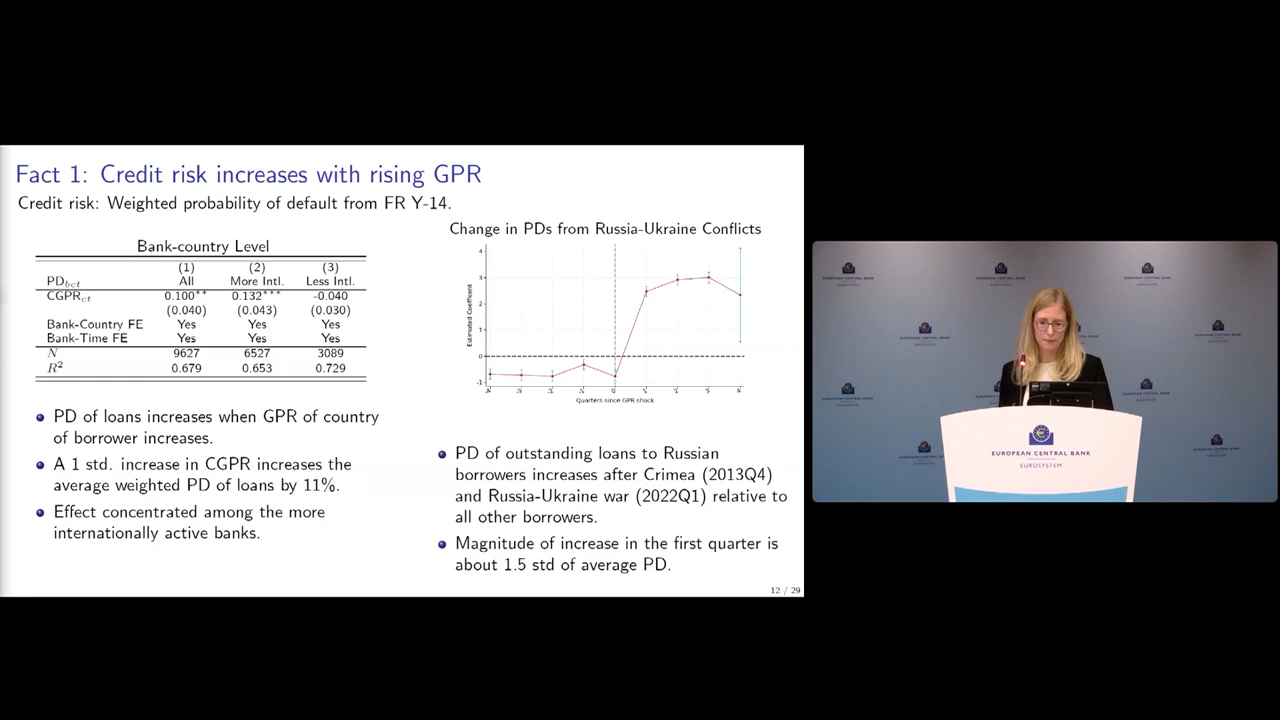 Fact 1: Credit risk increases with rising GPR
Credit risk: Weighted probability of default from FR Y-14.
Bank-country Level
(1) (2) (3)
PDbct All More Intl. Less Intl.
CGPRct 0.100** 0.132*** -0.040
(0.040) (0.043) (0.030)
Bank-Country FE Yes Yes Yes
Bank-Time FE Yes Yes Yes
N 9627 6527 3089
R² 0.679 0.653 0.729
PD of loans increases when GPR of country
of borrower increases.
A 1 std. increase in CGPR increases the
average weighted PD of loans by 11%.
Effect concentrated among the more
internationally active banks.
Change in PDs from Russia-Ukraine Conflicts
Estimated Coefficient
4
3
2
1
0
-1
Quarters since GPR shock
PD of outstanding loans to Russian
borrowers increases after Crimea (2013Q4)
and Russia-Ukraine war (2022Q1) relative to
all other borrowers.
Magnitude of increase in the first quarter is
about 1.5 std of average PD.
12 / 29
EUROPEAN CENTRAL BANK
EUROSYSTEM